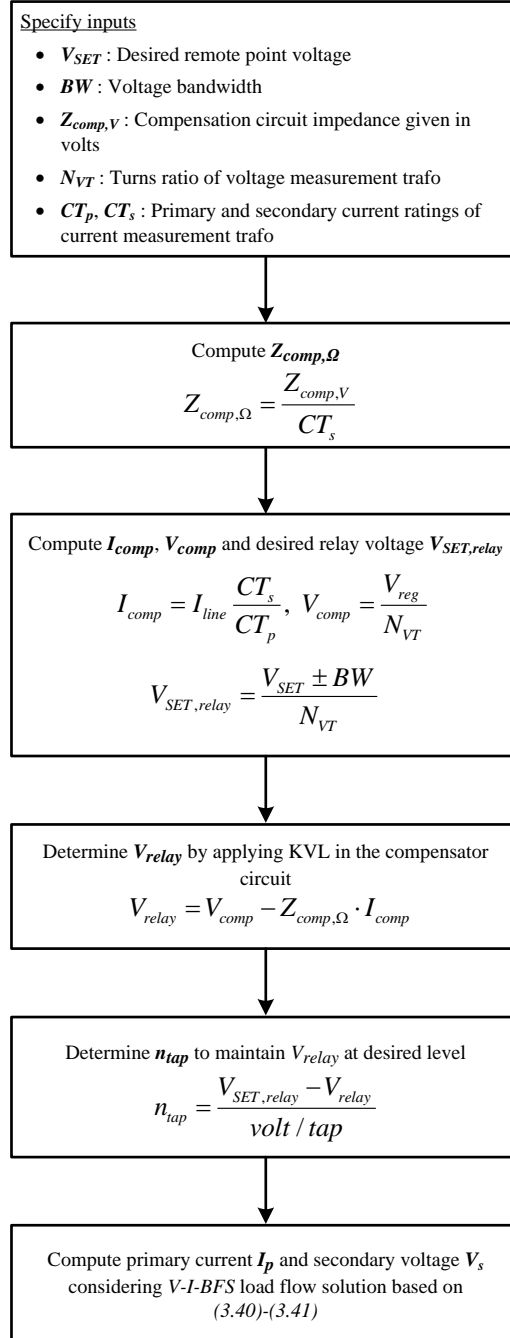 Specify inputs
• V_SET : Desired remote point voltage
• BW : Voltage bandwidth
• Z_comp,V : Compensation circuit impedance given in
volts
• N_VT : Turns ratio of voltage measurement trafo
• CT_p, CT_s : Primary and secondary current ratings of
current measurement trafo
Compute Z_comp,Ω
Z_comp,Ω = Z_comp,V / CT_s
Compute I_comp, V_comp and desired relay voltage V_SET,relay
I_comp = I_line CT_s / CT_p , V_comp = V_reg / N_VT
V_SET,relay = V_SET ± BW / N_VT
Determine V_relay by applying KVL in the compensator
circuit
V_relay = V_comp − Z_comp,Ω · I_comp
Determine n_tap to maintain V_relay at desired level
n_tap = V_SET,relay − V_relay / volt / tap
Compute primary current I_p and secondary voltage V_s
considering V-I-BFS load flow solution based on
(3.40)-(3.41)